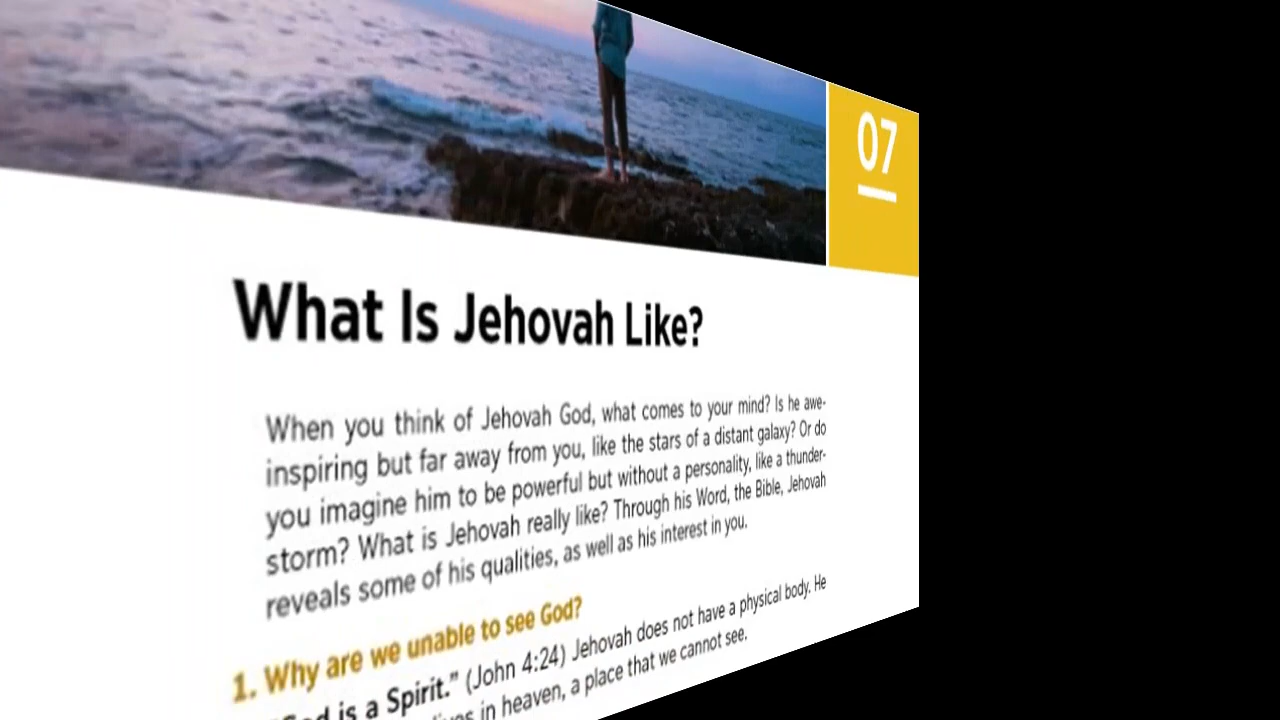 07
What Is Jehovah Like?
When you think of Jehovah God, what comes to your mind? Is he awe-
inspiring but far away from you, like the stars of a distant galaxy? Or do
you imagine him to be powerful but without a personality, like a thunder-
storm? What is Jehovah really like? Through his Word, the Bible, Jehovah
reveals some of his qualities, as well as his interest in you.
1. Why are we unable to see God?
is a Spirit.” (John 4:24) Jehovah does not have a physical body. He
lives in heaven, a place that we cannot see.